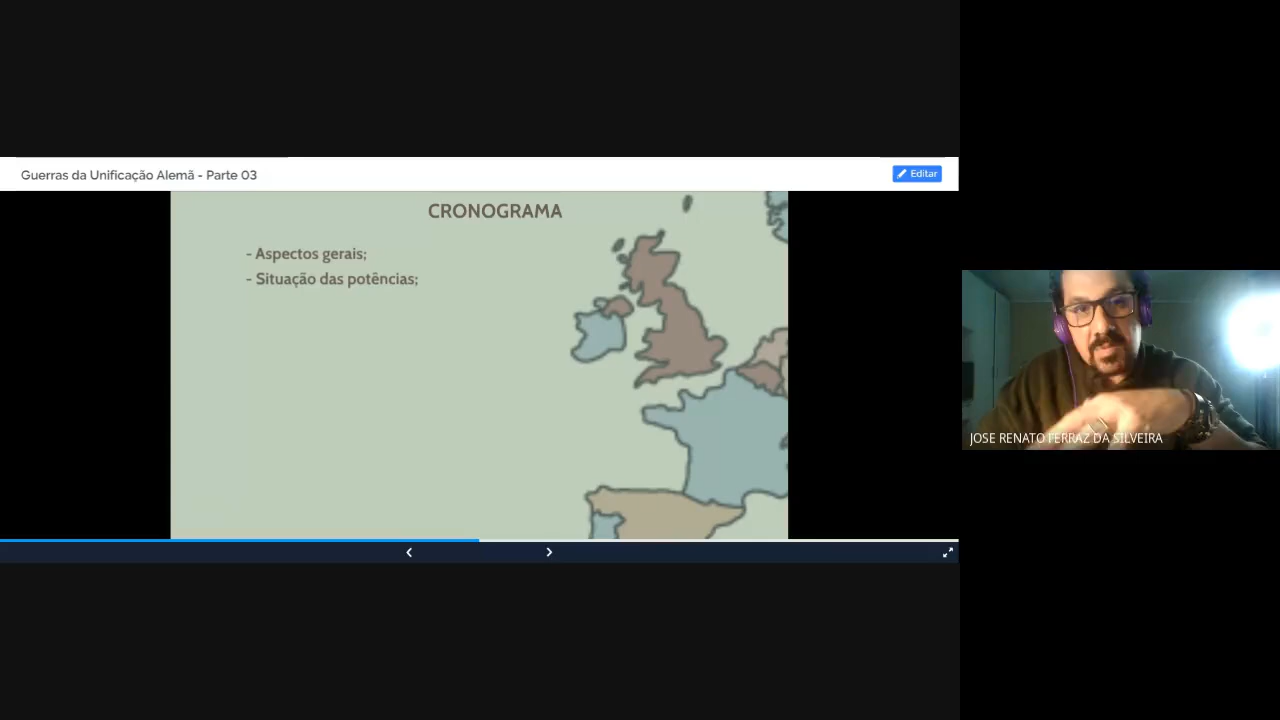 Guerras da Unificação Alemã - Parte 03
Editar
CRONOGRAMA
- Aspectos gerais;
- Situação das potências;
JOSE RENATO FERRAZ DA SILVEIRA